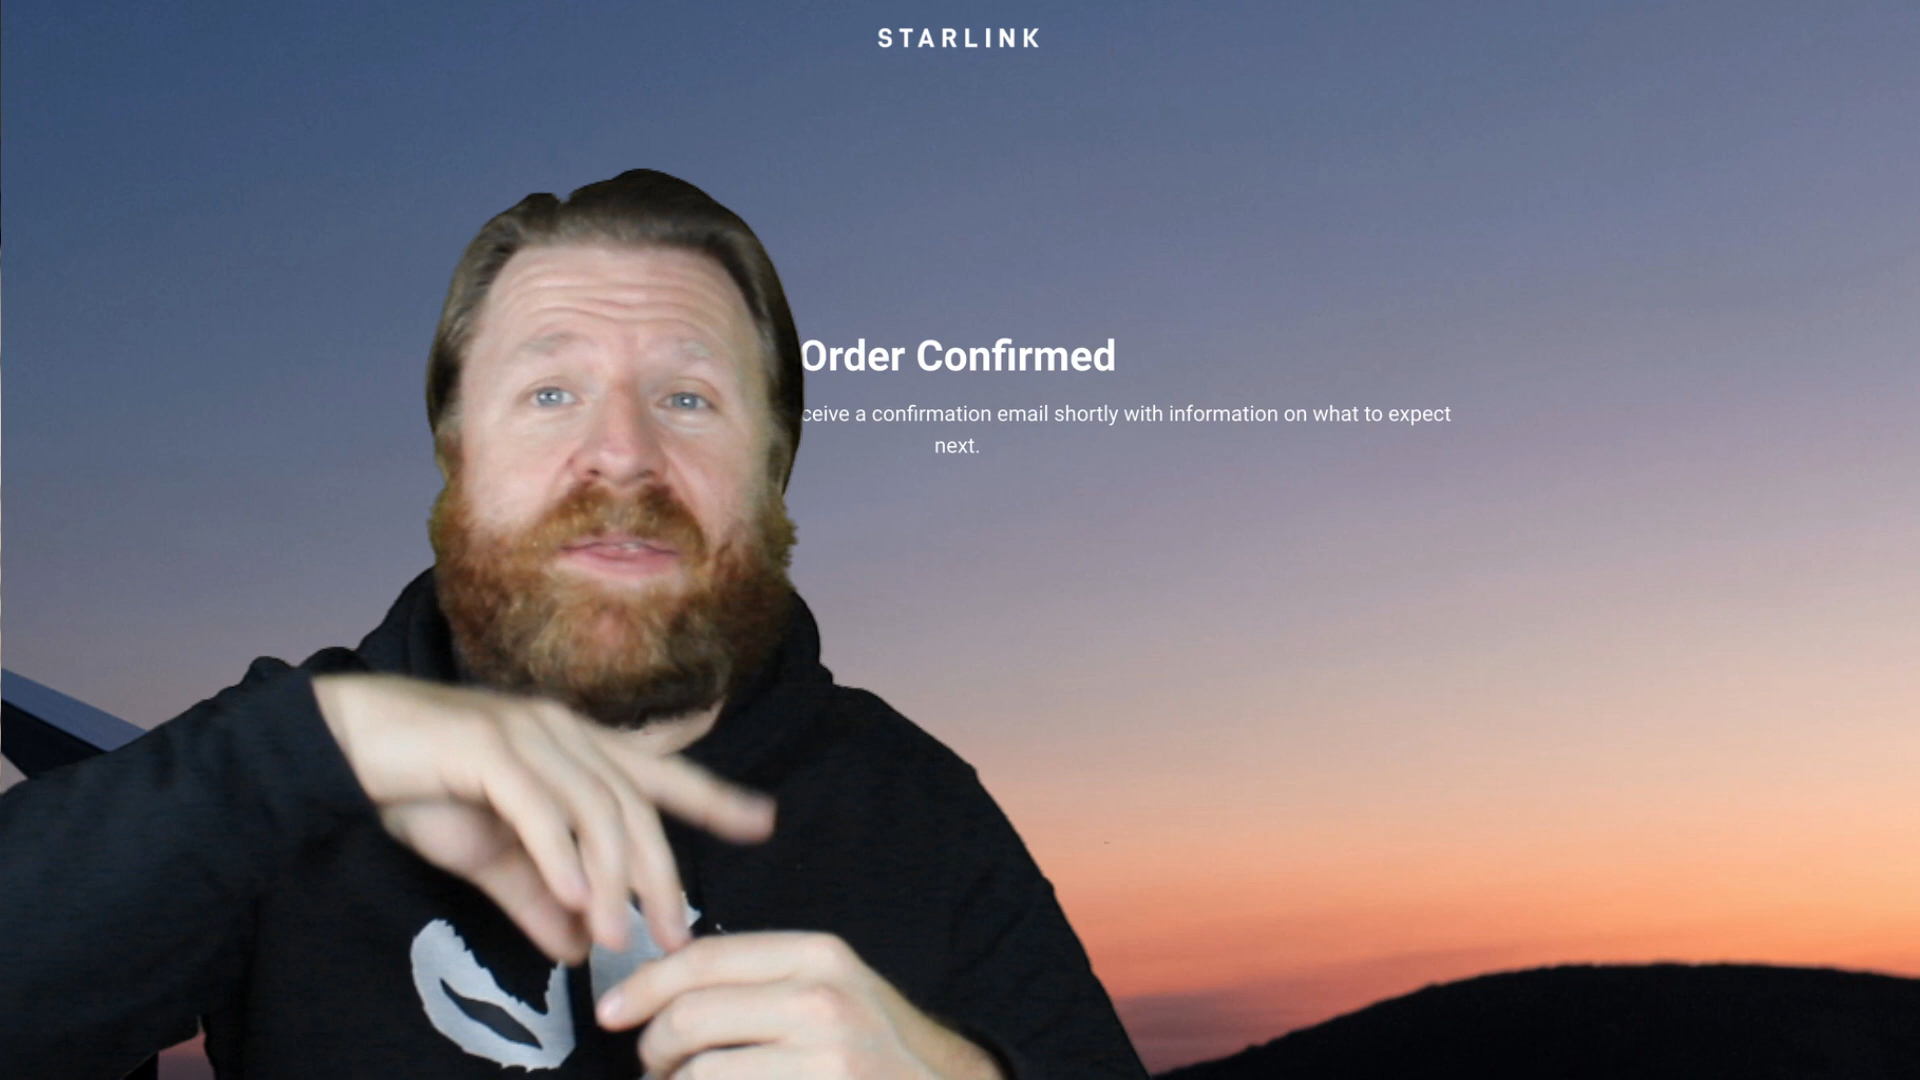 STARLINK
Order Confirmed
ceive a confirmation email shortly with information on what to expect
next.